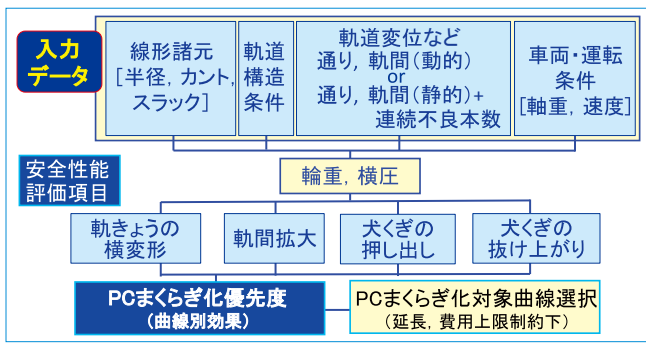 入力
データ
線形諸元
[半径，カント，
スラック]
軌道
構造
条件
軌道変位など
通り，軌間（動的）
or
通り，軌間（静的）+
連続不良本数
車両・運転
条件
[軸重，速度]
安全性能
評価項目
輪重，横圧
軌きょうの
横変形
軌間拡大
犬くぎの
押し出し
犬くぎの
抜け上がり
PCまくらぎ化優先度
（曲線別効果）
PCまくらぎ化対象曲線選択
（延長，費用上限制約下）